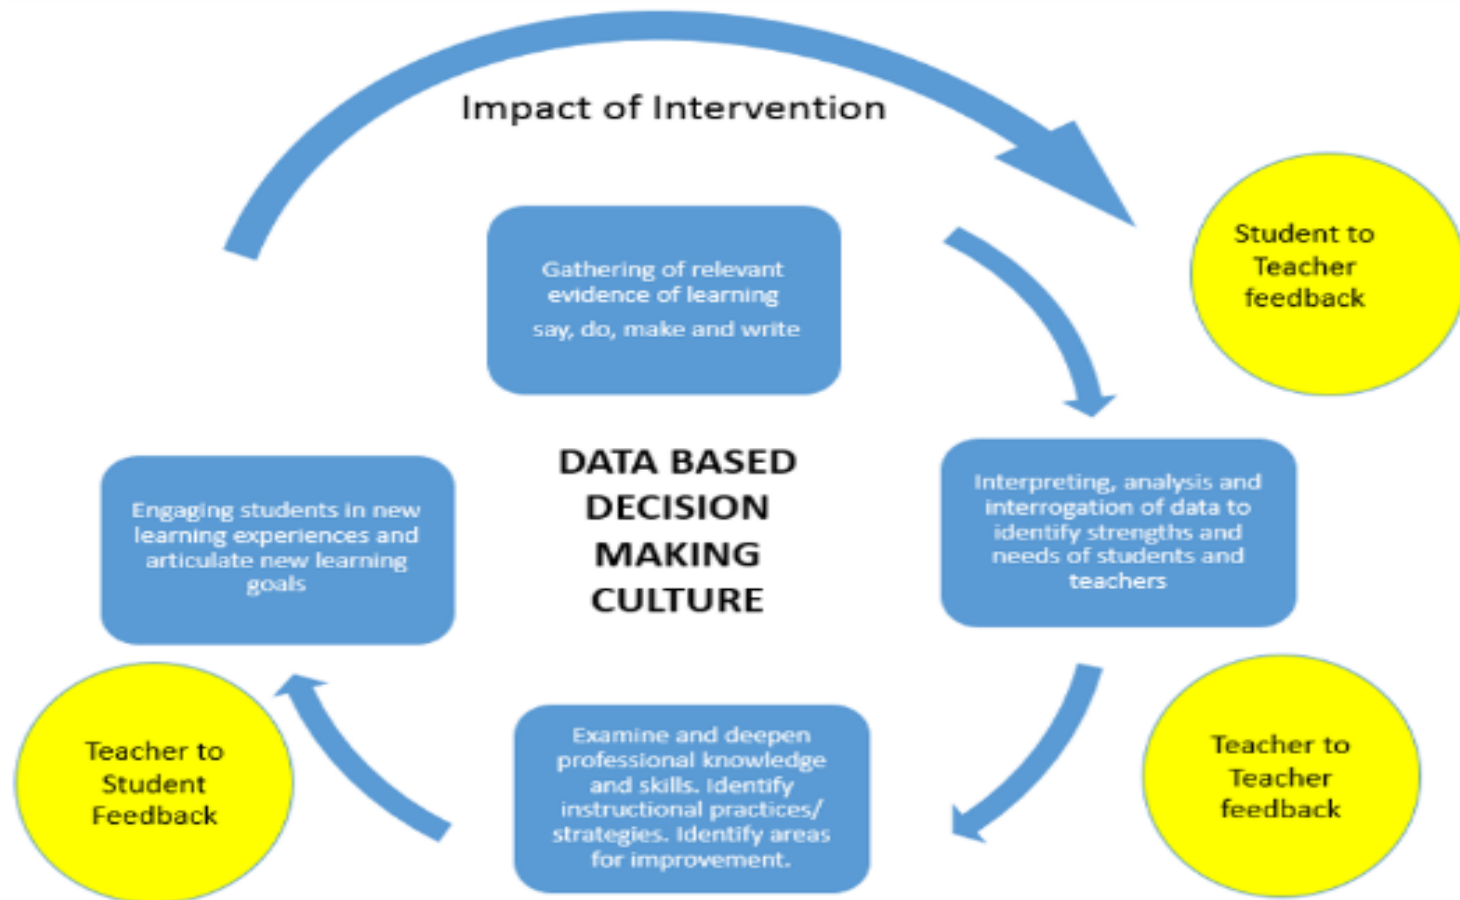 Impact of Intervention
Gathering of relevant
evidence of learning
say, do, make and write
Student to
Teacher
feedback
DATA BASED
DECISION
MAKING
CULTURE
Interpreting, analysis and
interrogation of data to
identify strengths and
needs of students and
teachers
Engaging students in new
learning experiences and
articulate new learning
goals
Examine and deepen
professional knowledge
and skills. Identify
instructional practices/
strategies. Identify areas
for improvement.
Teacher to
Teacher
feedback
Teacher to
Student
Feedback